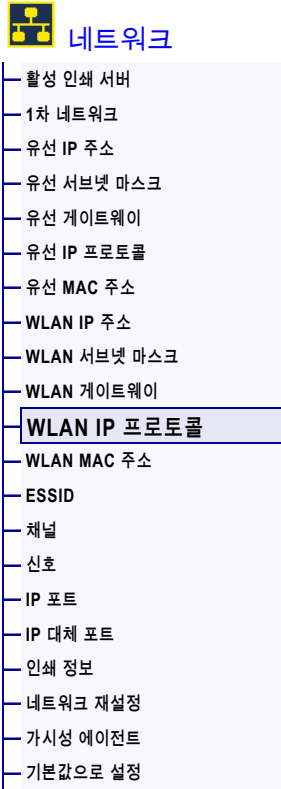 네트워크
활성 인쇄 서버
1차 네트워크
유선 IP 주소
유선 서브넷 마스크
유선 게이트웨이
유선 IP 프로토콜
유선 MAC 주소
WLAN IP 주소
WLAN 서브넷 마스크
WLAN 게이트웨이
WLAN IP 프로토콜
WLAN MAC 주소
ESSID
채널
신호
IP 포트
IP 대체 포트
인쇄 정보
네트워크 재설정
가시성 에이전트
기본값으로 설정